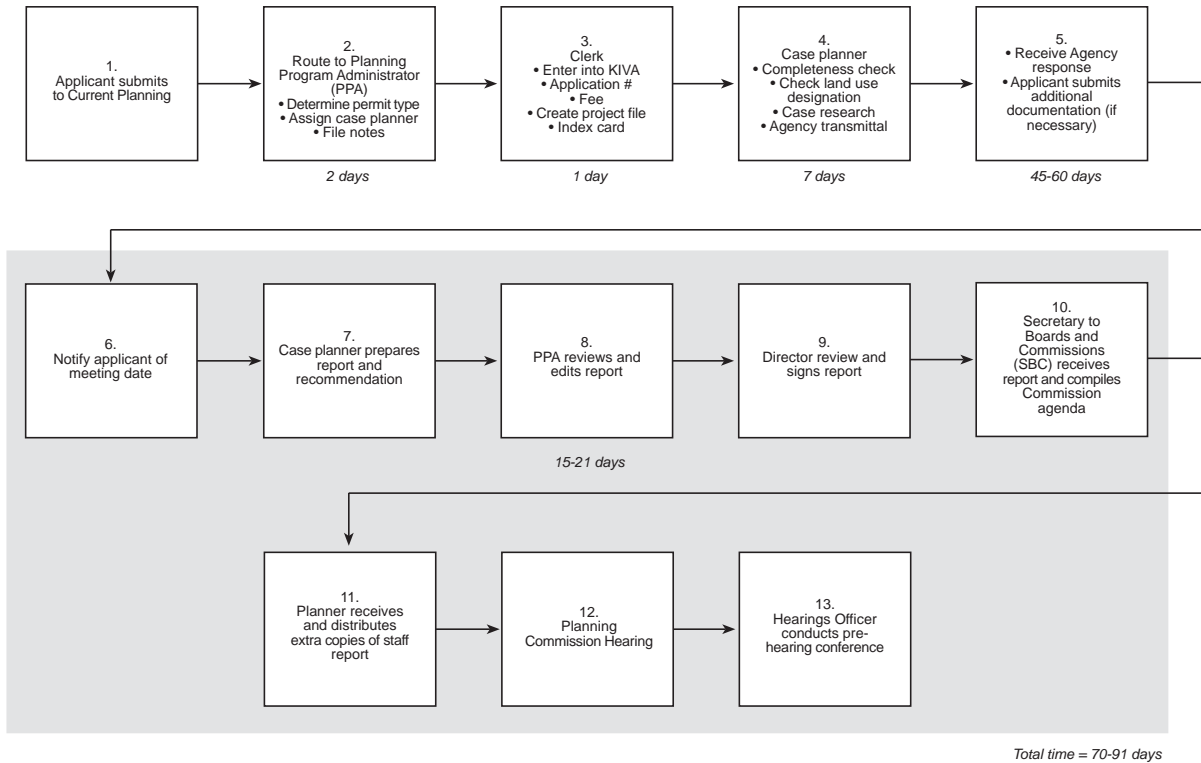 1.
Applicant submits
to Current Planning
2.
Route to Planning
Program Administrator
(PPA)
• Determine permit type
• Assign case planner
• File notes
2 days
3.
Clerk
• Enter into KIVA
• Application #
• Fee
• Create project file
• Index card
1 day
4.
Case planner
• Completeness check
• Check land use
designation
• Case research
• Agency transmittal
7 days
5.
• Receive Agency
response
• Applicant submits
additional
documentation (if
necessary)
45-60 days
6.
Notify applicant of
meeting date
7.
Case planner prepares
report and
recommendation
8.
PPA reviews and
edits report
9.
Director review and
signs report
10.
Secretary to
Boards and
Commissions
(SBC) receives
report and compiles
Commission
agenda
15-21 days
11.
Planner receives
and distributes
extra copies of staff
report
12.
Planning
Commission Hearing
13.
Hearings Officer
conducts pre-
hearing conference
Total time = 70-91 days